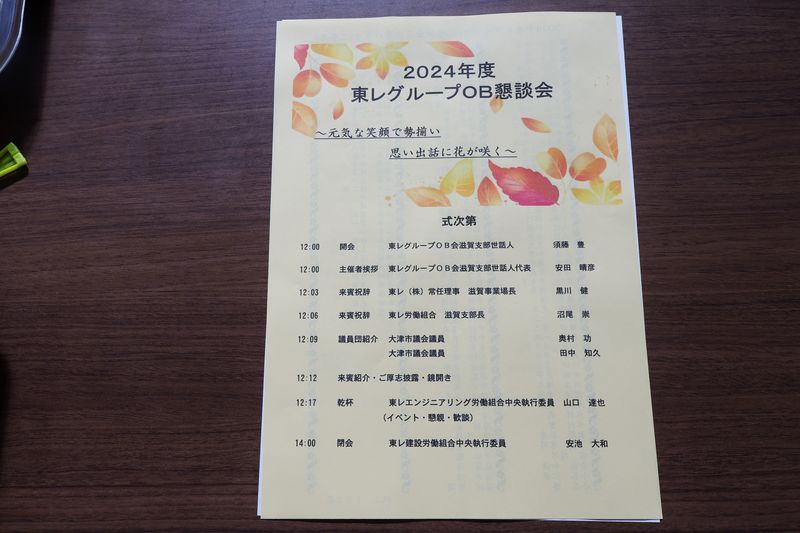 2024年度
東レグループOB懇談会
～元気な笑顔で勢揃い
思い出話に花が咲く～
式次第
12:00 開会 東レグループOB会滋賀支部世話人 須藤 豊
12:00 主催者挨拶 東レグループOB会滋賀支部世話人代表 安田 晴彦
12:03 来賓祝辞 東レ（株）常任理事 滋賀事業場長 黒川 健
12:06 来賓祝辞 東レ労働組合 滋賀支部長 沼尾 崇
12:09 議員団紹介 大津市議会議員 奥村 功
大津市議会議員 田中 知久
12:12 来賓紹介・ご厚志披露・鏡開き
12:17 乾杯 東レエンジニアリング労働組合中央執行委員 山口 達也
（イベント・懇親・歓談）
14:00 閉会 東レ建設労働組合中央執行委員 安池 大和